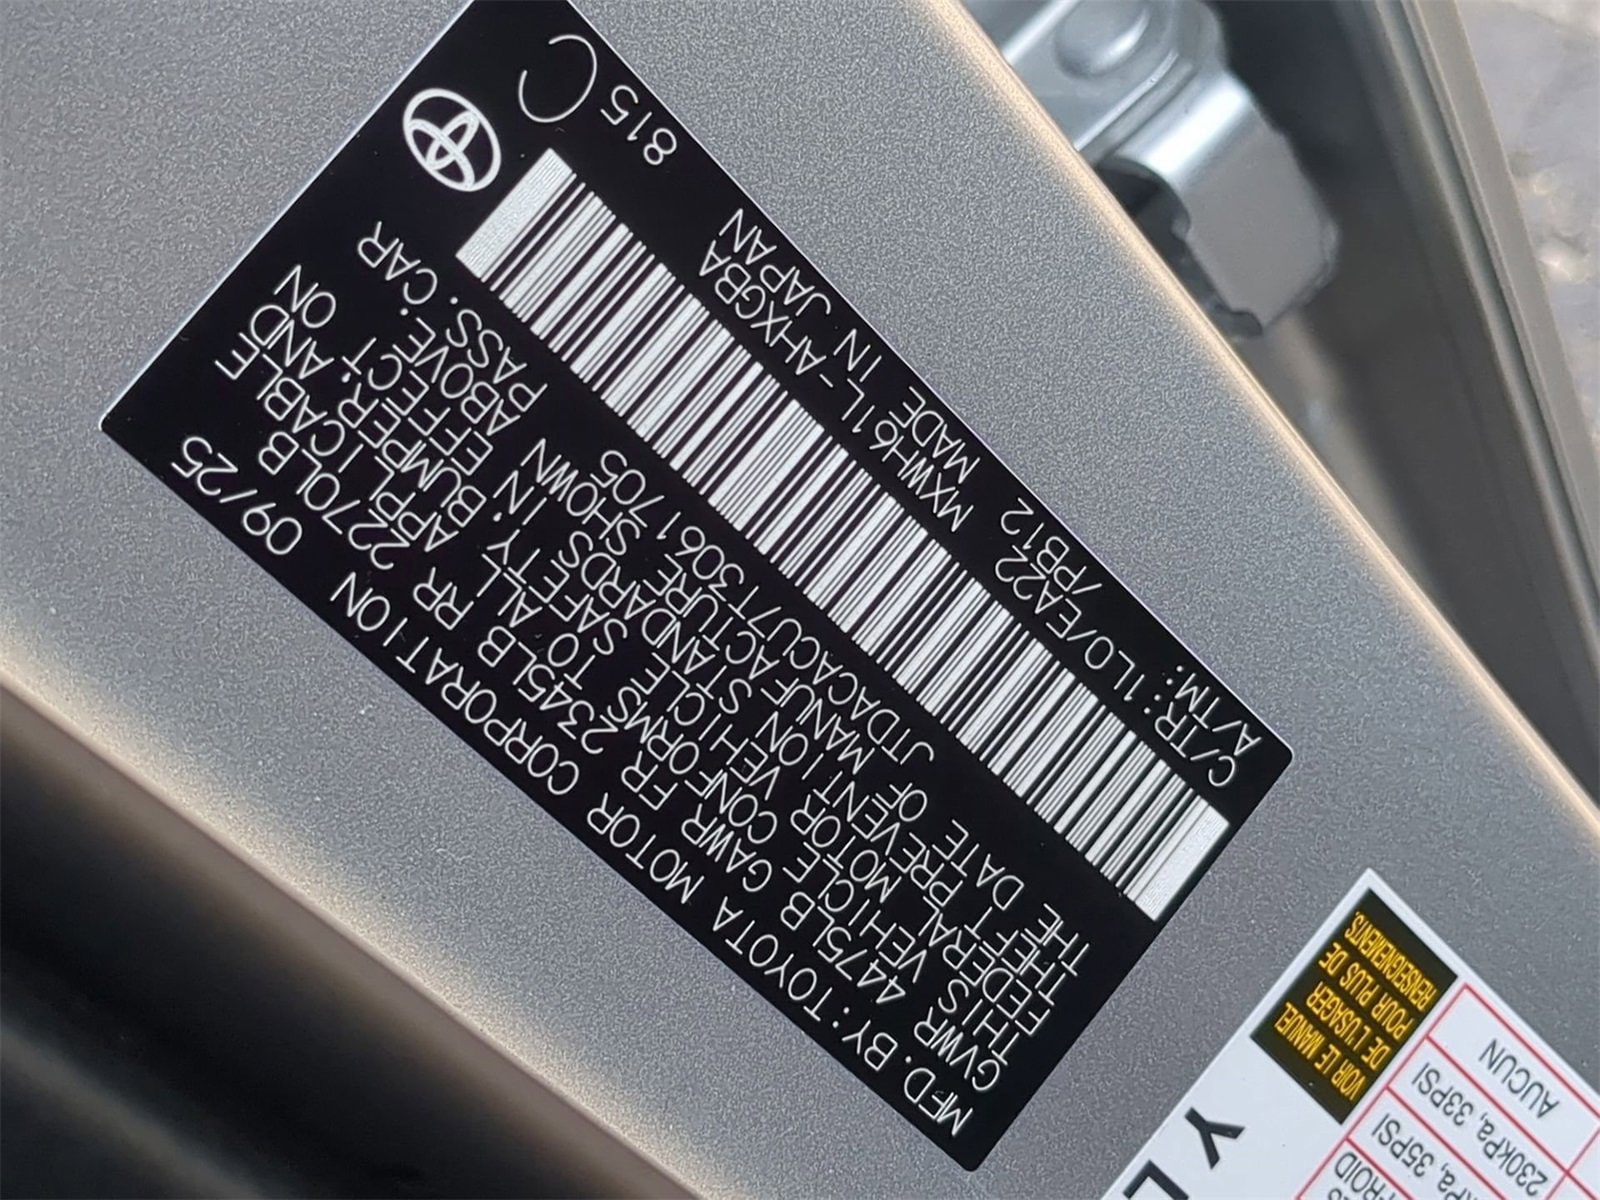 MFD. BY: TOYOTA MOTOR CORPORATION 09/25
GVWR 4475LB GAWR FR 2345LB RR 2270LB
THIS VEHICLE CONFORMS TO ALL APPLICABLE
FEDERAL MOTOR VEHICLE SAFETY, BUMPER, AND
THEFT PREVENTION STANDARDS IN EFFECT ON
THE DATE OF MANUFACTURE SHOWN ABOVE.
JTDACACU7T3061705 PASS. CAR
C/TR: 1L0/EA22 MXWH61L-AHXGBA
A/TM: /PB12 MADE IN JAPAN
815C
VOIR LE MANUEL
DE L'USAGER
POUR PLUS DE
RENSEIGNEMENTS.
35PSI
230kPa, 33PSI
AUCUN